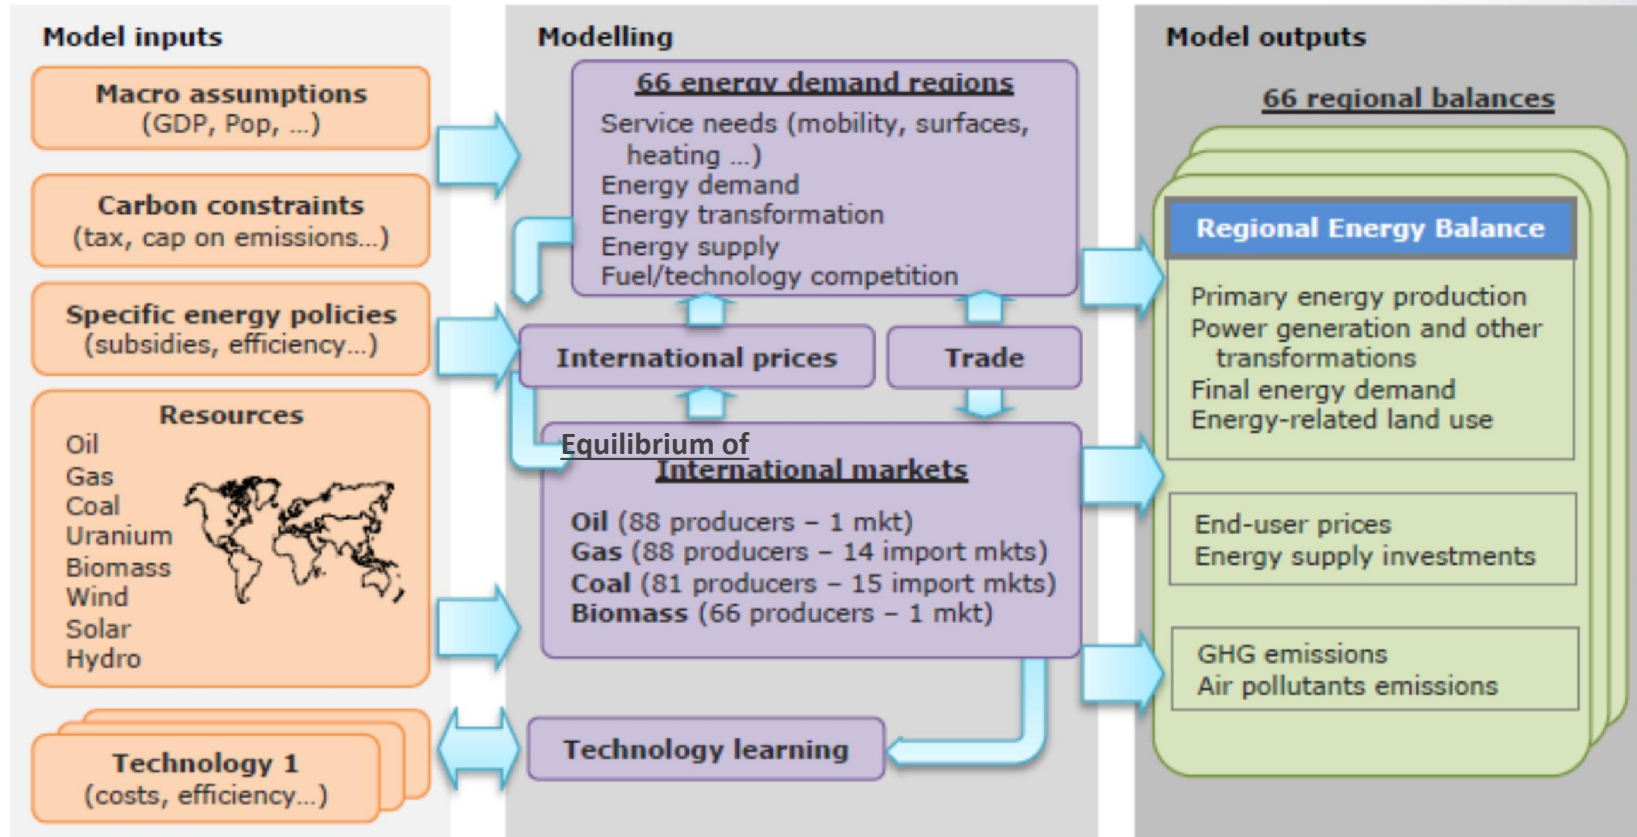 Model inputs
Macro assumptions
(GDP, Pop, ...)
Carbon constraints
(tax, cap on emissions...)
Specific energy policies
(subsidies, efficiency...)
Resources
Oil
Gas
Coal
Uranium
Biomass
Wind
Solar
Hydro
Technology 1
(costs, efficiency...)
Modelling
66 energy demand regions
Service needs (mobility, surfaces,
heating ...)
Energy demand
Energy transformation
Energy supply
Fuel/technology competition
International prices
Trade
Equilibrium of
International markets
Oil (88 producers – 1 mkt)
Gas (88 producers – 14 import mkts)
Coal (81 producers – 15 import mkts)
Biomass (66 producers – 1 mkt)
Technology learning
Model outputs
66 regional balances
Regional Energy Balance
Primary energy production
Power generation and other
transformations
Final energy demand
Energy-related land use
End-user prices
Energy supply investments
GHG emissions
Air pollutants emissions